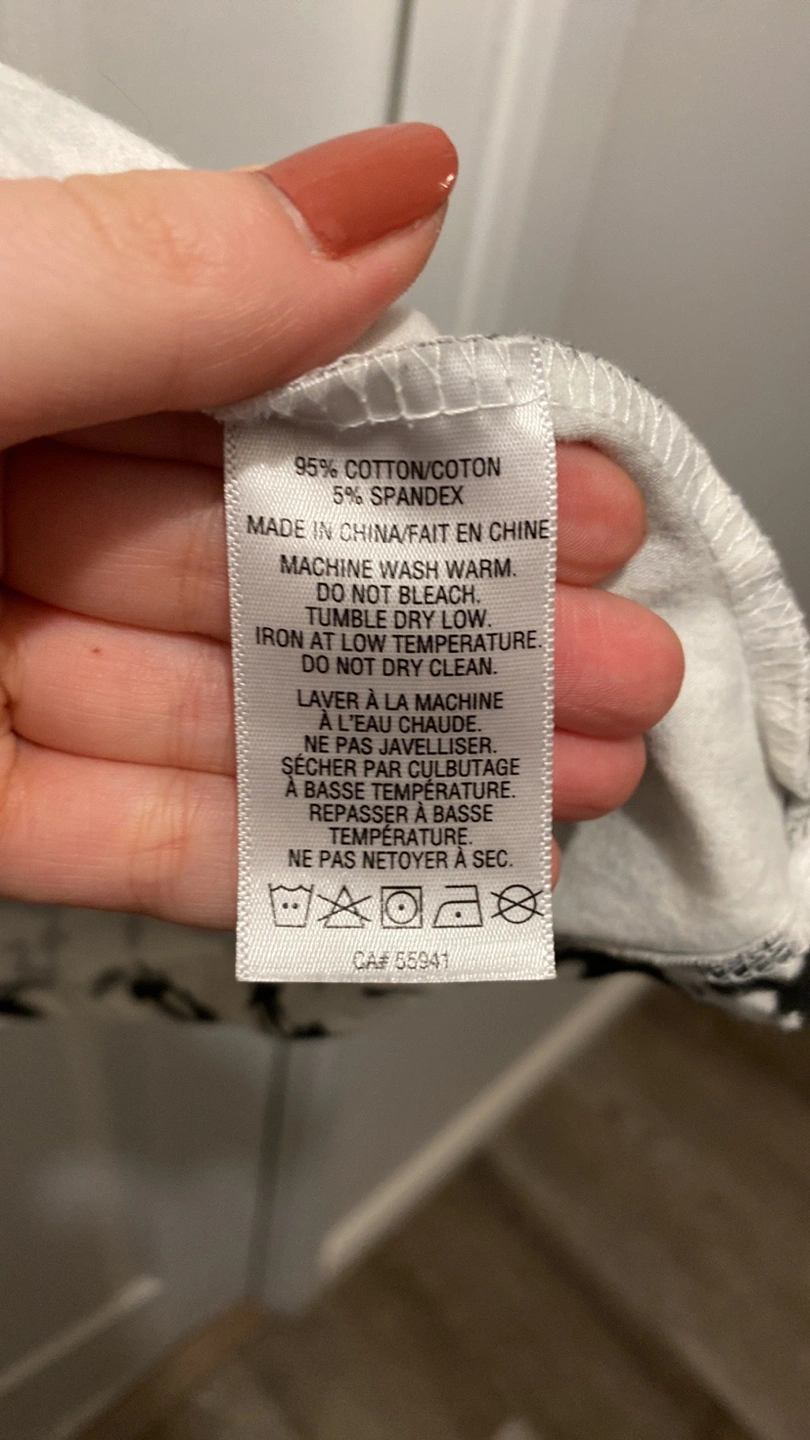 95% COTTON/COTON
5% SPANDEX
MADE IN CHINA/FAIT EN CHINE
MACHINE WASH WARM.
DO NOT BLEACH.
TUMBLE DRY LOW.
IRON AT LOW TEMPERATURE.
DO NOT DRY CLEAN.
LAVER À LA MACHINE
À L'EAU CHAUDE.
NE PAS JAVELLISER.
SÉCHER PAR CULBUTAGE
À BASSE TEMPÉRATURE.
REPASSER À BASSE
TEMPÉRATURE.
NE PAS NETOYER À SEC.
CA# 55941